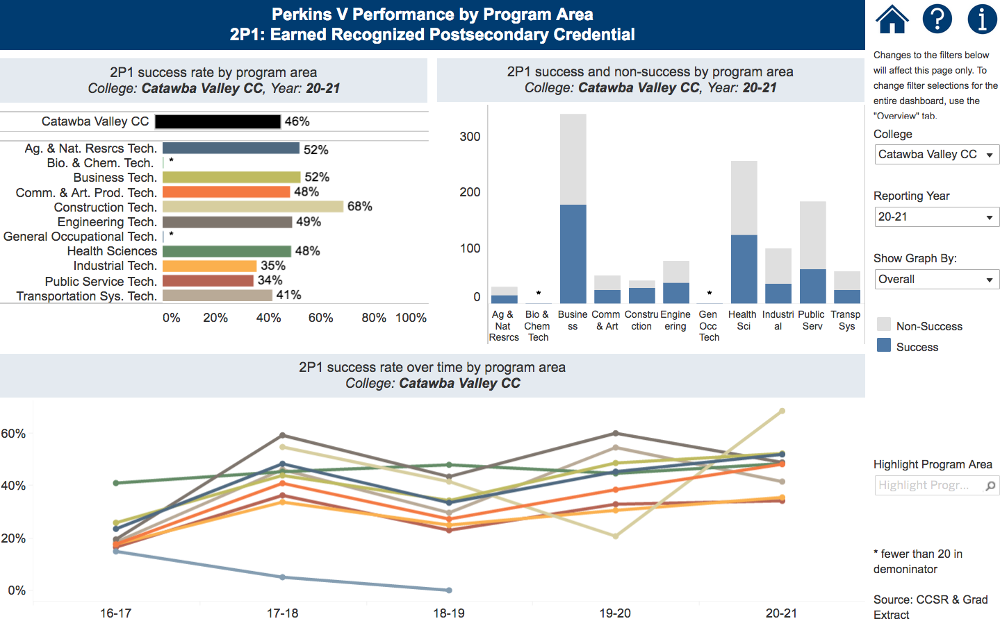 Perkins V Performance by Program Area
2P1: Earned Recognized Postsecondary Credential
Changes to the filters below
will affect this page only. To
change filter selections for the
entire dashboard, use the
"Overview" tab.
2P1 success rate by program area
College: Catawba Valley CC, Year: 20-21
Catawba Valley CC 46%
Ag. & Nat. Resrcs Tech. 52%
Bio. & Chem. Tech. *
Business Tech. 52%
Comm. & Art. Prod. Tech. 48%
Construction Tech. 68%
Engineering Tech. 49%
General Occupational Tech. *
Health Sciences 48%
Industrial Tech. 35%
Public Service Tech. 34%
Transportation Sys. Tech. 41%
0% 20% 40% 60% 80% 100%
2P1 success and non-success by program area
College: Catawba Valley CC, Year: 20-21
300
200
100
0
* *
Ag & Bio & Busine Comm Constru Engine Gen Health Industri Public Transp
Nat Chem ss & Art ction ering Occ Sci al Serv Sys
Resrcs Tech Tech
College
Catawba Valley CC
Reporting Year
20-21
Show Graph By:
Overall
Non-Success
Success
2P1 success rate over time by program area
College: Catawba Valley CC
60%
40%
20%
0%
16-17 17-18 18-19 19-20 20-21
Highlight Program Area
Highlight Progr...
* fewer than 20 in
demoninator
Source: CCSR & Grad
Extract